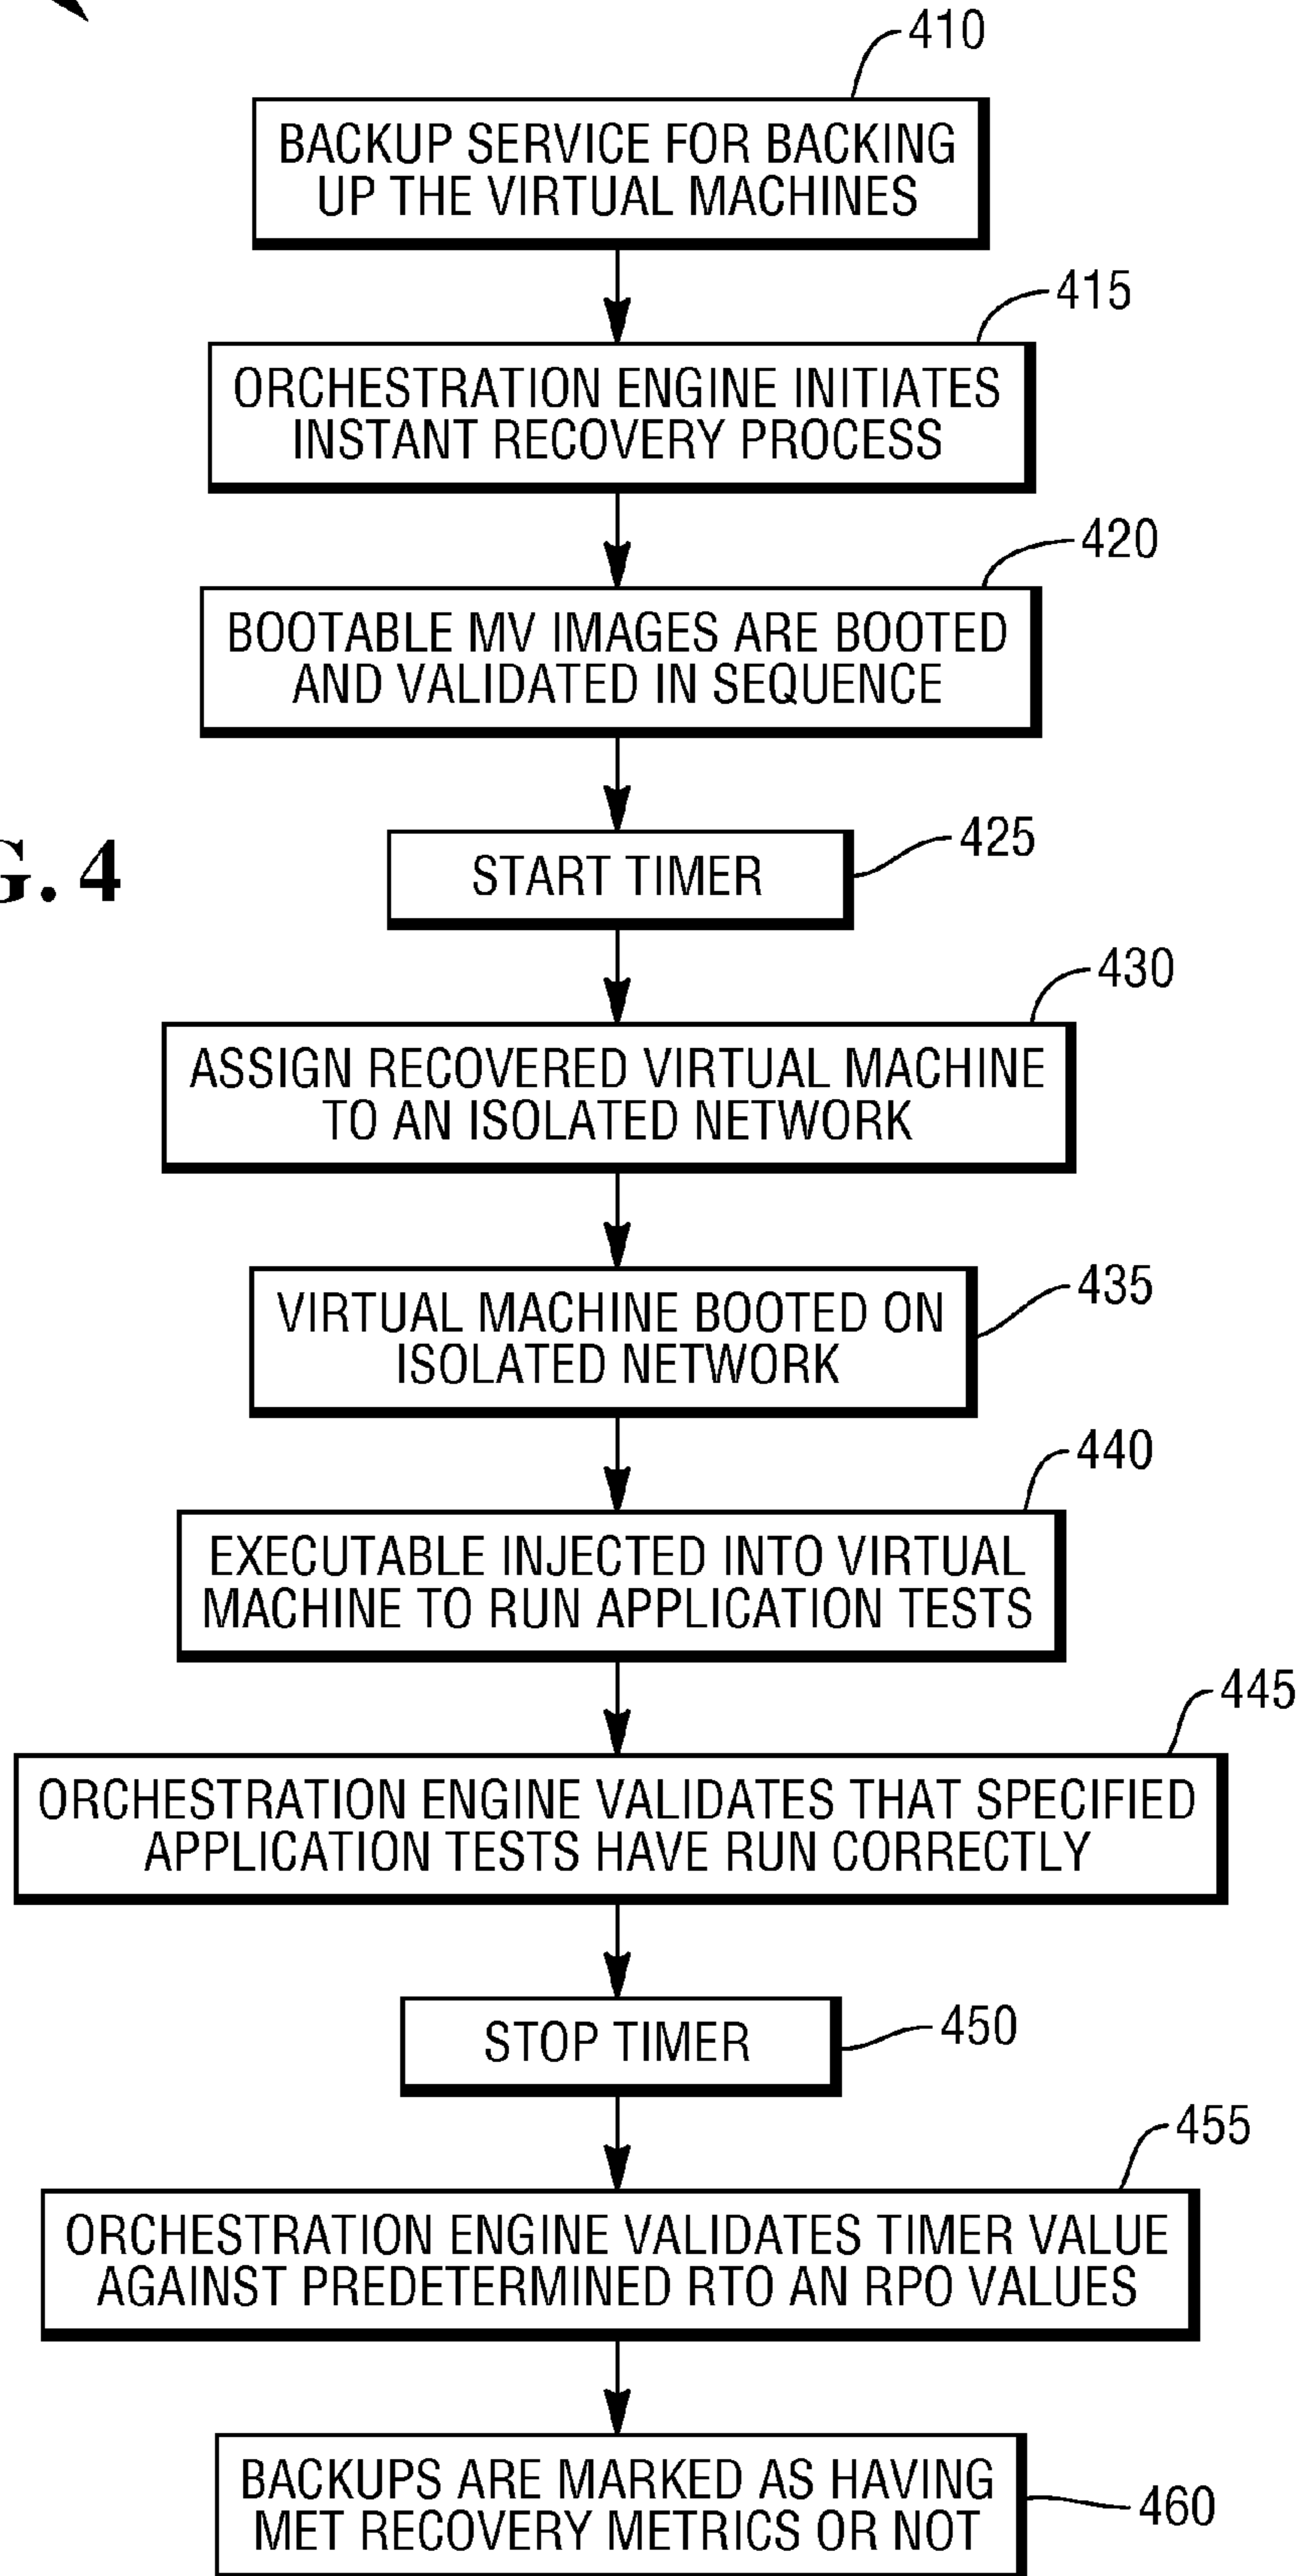 410
BACKUP SERVICE FOR BACKING
UP THE VIRTUAL MACHINES
415
ORCHESTRATION ENGINE INITIATES
INSTANT RECOVERY PROCESS
420
BOOTABLE MV IMAGES ARE BOOTED
AND VALIDATED IN SEQUENCE
425
START TIMER
G. 4
430
ASSIGN RECOVERED VIRTUAL MACHINE
TO AN ISOLATED NETWORK
435
VIRTUAL MACHINE BOOTED ON
ISOLATED NETWORK
440
EXECUTABLE INJECTED INTO VIRTUAL
MACHINE TO RUN APPLICATION TESTS
445
ORCHESTRATION ENGINE VALIDATES THAT SPECIFIED
APPLICATION TESTS HAVE RUN CORRECTLY
STOP TIMER
450
455
ORCHESTRATION ENGINE VALIDATES TIMER VALUE
AGAINST PREDETERMINED RTO AN RPO VALUES
BACKUPS ARE MARKED AS HAVING
MET RECOVERY METRICS OR NOT
460